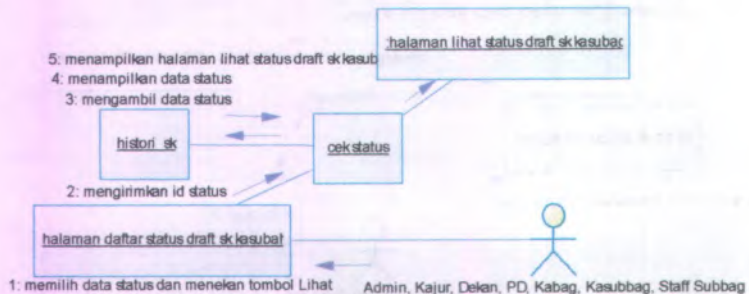 :halaman lihat status draft sk kasubag
5: menampilkan halaman lihat status draft sk kasub
4: menampilkan data status
3: mengambil data status
histori_sk
cek status
2: mengirimkan id status
halaman daftar status draft sk kasubat
1: memilih data status dan menekan tombol Lihat
Admin, Kajur, Dekan, PD, Kabag, Kasubbag, Staff Subbag